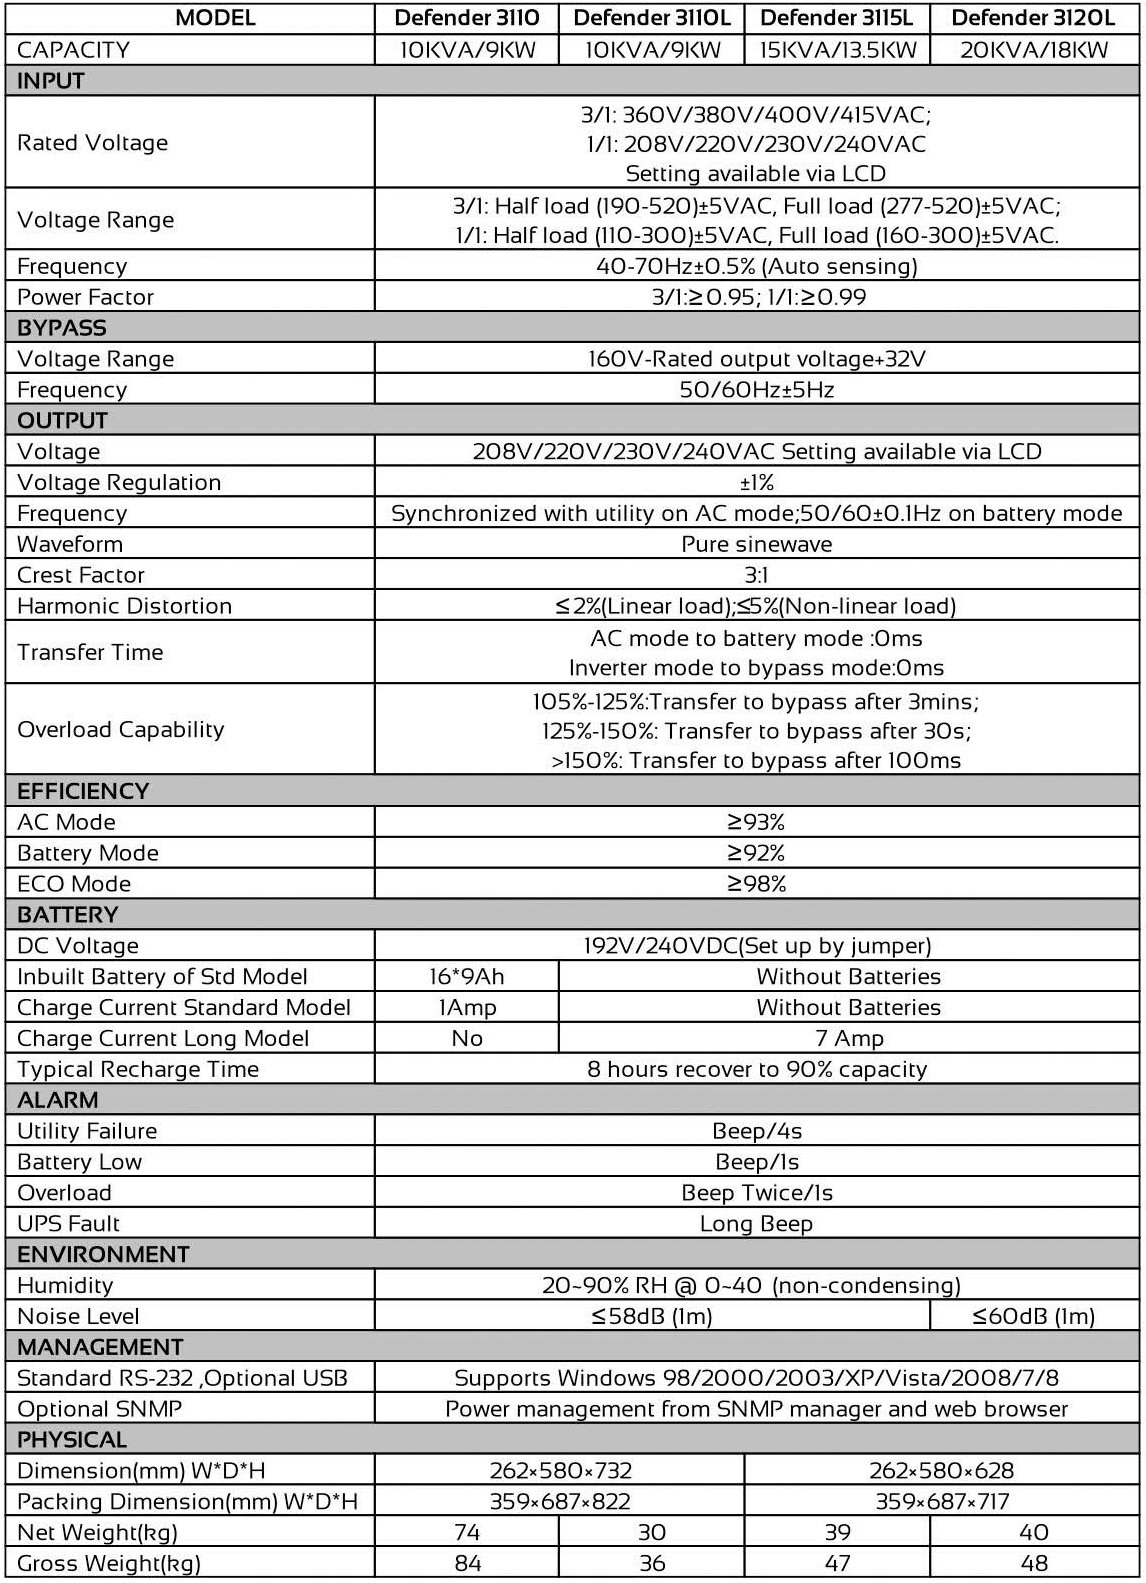 MODEL Defender 3110 Defender 3110L Defender 3115L Defender 3120L
CAPACITY 10KVA/9KW 10KVA/9KW 15KVA/13.5KW 20KVA/18KW
INPUT
Rated Voltage
3/1: 360V/380V/400V/415VAC;
1/1: 208V/220V/230V/240VAC
Setting available via LCD
Voltage Range
3/1: Half load (190-520)±5VAC, Full load (277-520)±5VAC;
1/1: Half load (110-300)±5VAC, Full load (160-300)±5VAC.
Frequency 40-70Hz±0.5% (Auto sensing)
Power Factor 3/1:≥0.95; 1/1:≥0.99
BYPASS
Voltage Range 160V-Rated output voltage+32V
Frequency 50/60Hz±5Hz
OUTPUT
Voltage 208V/220V/230V/240VAC Setting available via LCD
Voltage Regulation ±1%
Frequency Synchronized with utility on AC mode;50/60±0.1Hz on battery mode
Waveform Pure sinewave
Crest Factor 3:1
Harmonic Distortion ≤2%(Linear load);≤5%(Non-linear load)
Transfer Time
AC mode to battery mode :0ms
Inverter mode to bypass mode:0ms
Overload Capability
105%-125%:Transfer to bypass after 3mins;
125%-150%: Transfer to bypass after 30s;
>150%: Transfer to bypass after 100ms
EFFICIENCY
AC Mode ≥93%
Battery Mode ≥92%
ECO Mode ≥98%
BATTERY
DC Voltage 192V/240VDC(Set up by jumper)
Inbuilt Battery of Std Model 16*9Ah Without Batteries
Charge Current Standard Model 1Amp Without Batteries
Charge Current Long Model No 7 Amp
Typical Recharge Time 8 hours recover to 90% capacity
ALARM
Utility Failure Beep/4s
Battery Low Beep/1s
Overload Beep Twice/1s
UPS Fault Long Beep
ENVIRONMENT
Humidity 20~90% RH @ 0~40 (non-condensing)
Noise Level ≤58dB (1m) ≤60dB (1m)
MANAGEMENT
Standard RS-232 ,Optional USB Supports Windows 98/2000/2003/XP/Vista/2008/7/8
Optional SNMP Power management from SNMP manager and web browser
PHYSICAL
Dimension(mm) W*D*H 262×580×732 262×580×628
Packing Dimension(mm) W*D*H 359×687×822 359×687×717
Net Weight(kg) 74 30 39 40
Gross Weight(kg) 84 36 47 48